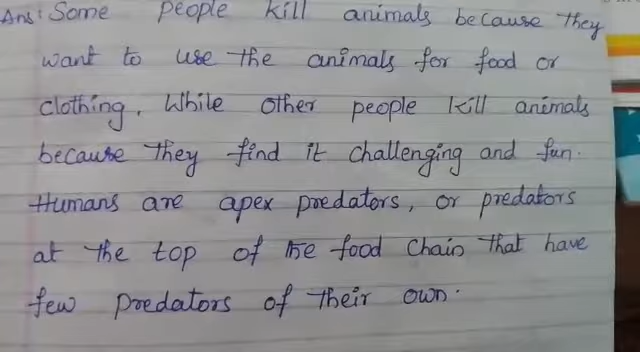 Ans: Some people kill animals because they
want to use the animals for food or
clothing. While other people kill animals
because they find it challenging and fun.
Humans are apex predators, or predators
at the top of the food chain that have
few predators of their own.